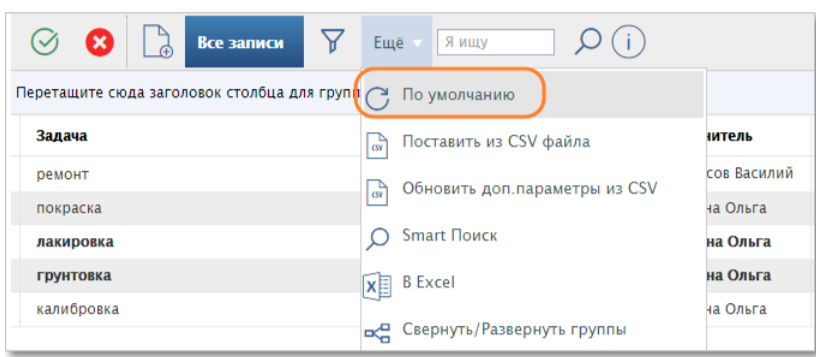 Все записи Ещё Я ищу i
Перетащите сюда заголовок столбца для групп
По умолчанию
Задача
CSV Поставить из CSV файла
ремонт сов Василий
CSV Обновить доп.параметры из CSV
покраска на Ольга
лакировка Smart Поиск на Ольга
грунтовка X В Excel на Ольга
калибровка на Ольга
Свернуть/Развернуть группы